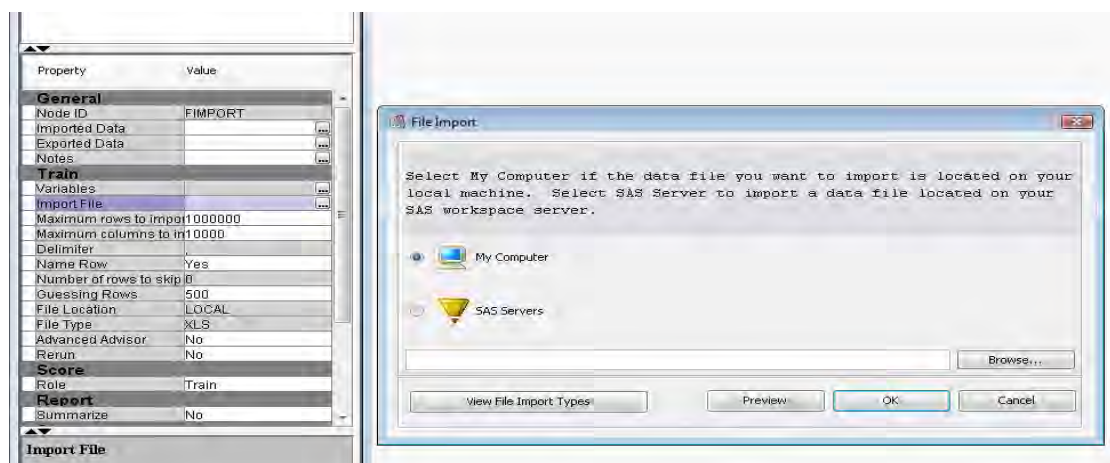 Property Value
General
Node ID FIMPORT
Imported Data ...
Exported Data ...
Notes ...
Train
Variables ...
Import File ...
Maximum rows to impor 1000000
Maximum columns to in 10000
Delimiter ,
Name Row Yes
Number of rows to skip 0
Guessing Rows 500
File Location LOCAL
File Type XLS
Advanced Advisor No
Rerun No
Score
Role Train
Report
Summarize No
Import File
File Import
Select My Computer if the data file you want to import is located on your
local machine. Select SAS Server to import a data file located on your
SAS workspace server.
My Computer
SAS Servers
Browse...
View File Import Types Preview OK Cancel